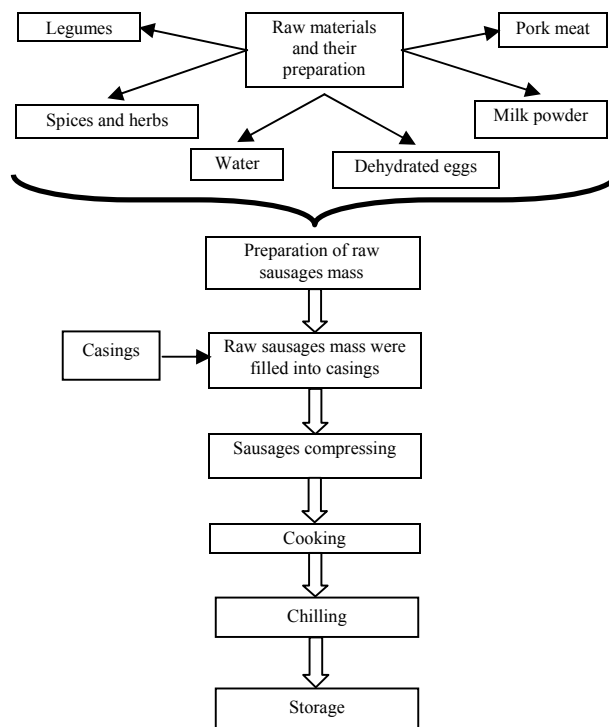 Legumes
Raw materials
and their
preparation
Pork meat
Spices and herbs
Milk powder
Water
Dehydrated eggs
Preparation of raw
sausages mass
Casings
Raw sausages mass were
filled into casings
Sausages compressing
Cooking
Chilling
Storage